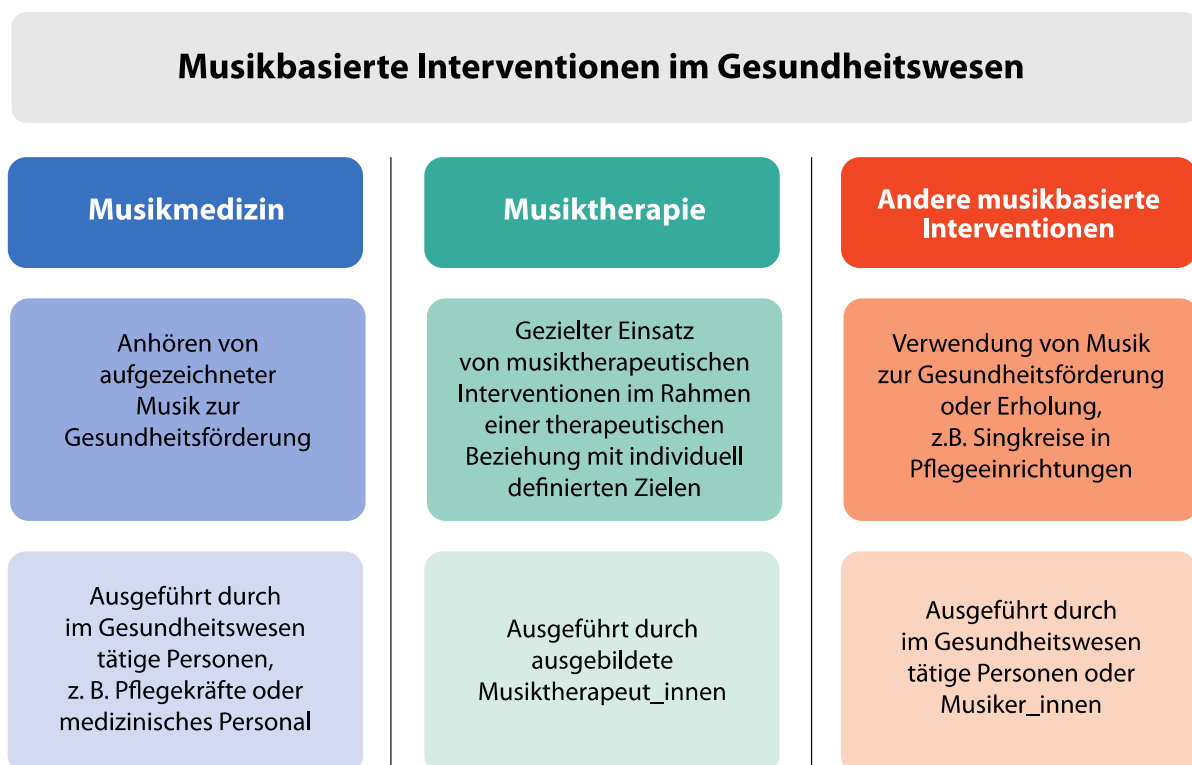 Musikbasierte Interventionen im Gesundheitswesen
Musikmedizin
Musiktherapie
Andere musikbasierte
Interventionen
Anhören von
aufgezeichneter
Musik zur
Gesundheitsförderung
Gezielter Einsatz
von musiktherapeutischen
Interventionen im Rahmen
einer therapeutischen
Beziehung mit individuell
definierten Zielen
Verwendung von Musik
zur Gesundheitsförderung
oder Erholung,
z.B. Singkreise in
Pflegeeinrichtungen
Ausgeführt durch
im Gesundheitswesen
tätige Personen,
z. B. Pflegekräfte oder
medizinisches Personal
Ausgeführt durch
ausgebildete
Musiktherapeut_innen
Ausgeführt durch
im Gesundheitswesen
tätige Personen oder
Musiker_innen